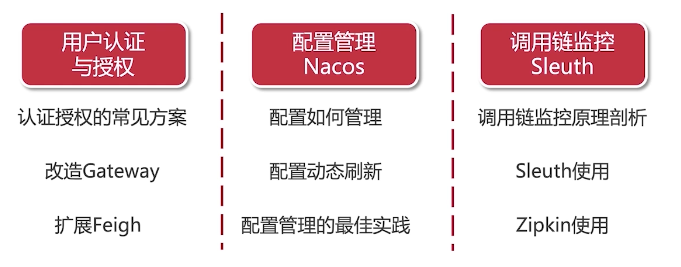 用户认证
与授权
认证授权的常见方案
改造Gateway
扩展Feigh
配置管理
Nacos
配置如何管理
配置动态刷新
配置管理的最佳实践
调用链监控
Sleuth
调用链监控原理剖析
Sleuth使用
Zipkin使用